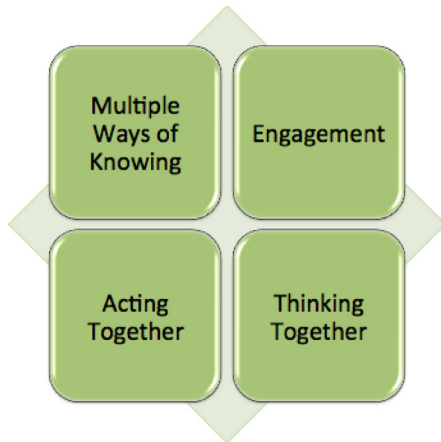 Multiple
Ways of
Knowing
Engagement
Acting
Together
Thinking
Together